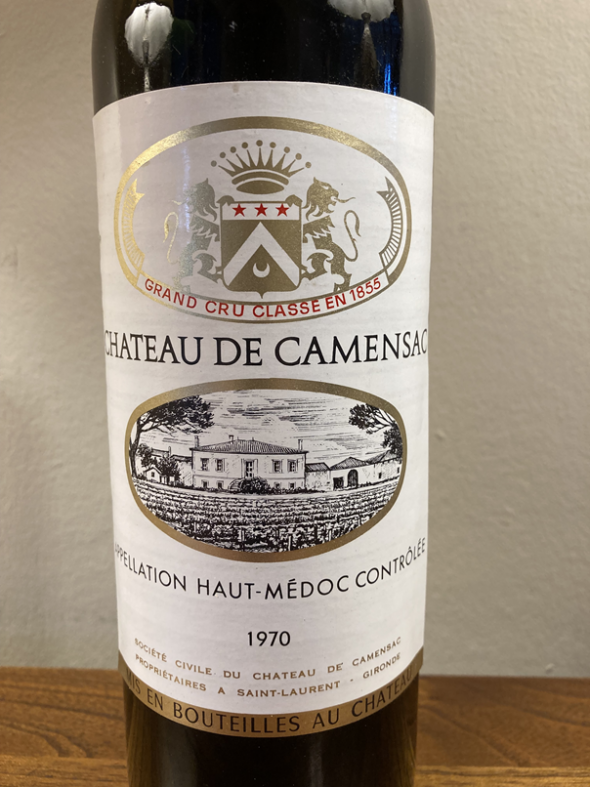 GRAND CRU CLASSÉ EN 1855
CHATEAU DE CAMENSAC
APPELLATION HAUT-MÉDOC CONTRÔLÉE
1970
SOCIÉTÉ CIVILE DU CHATEAU DE CAMENSAC
PROPRIÉTAIRES A SAINT-LAURENT - GIRONDE
MIS EN BOUTEILLES AU CHATEAU